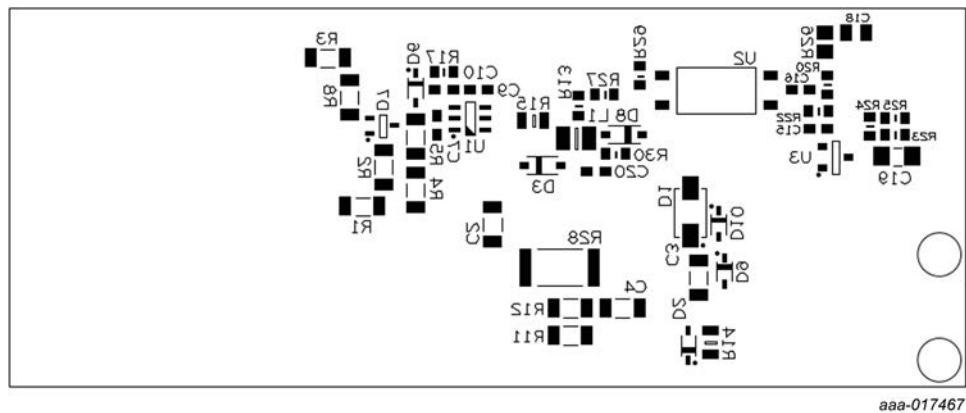 R3
D6
R17
C10
C9
R8
D7
R5
C7
U1
R2
R4
R1
R15
R13
R27
R29
L1
D8
R30
C20
D3
U2
R26
C18
R20
C16
R22
C15
U3
R24
R25
R23
C19
C2
R28
D1
D10
C3
D9
C4
R12
R11
D2
R14
aaa-017467